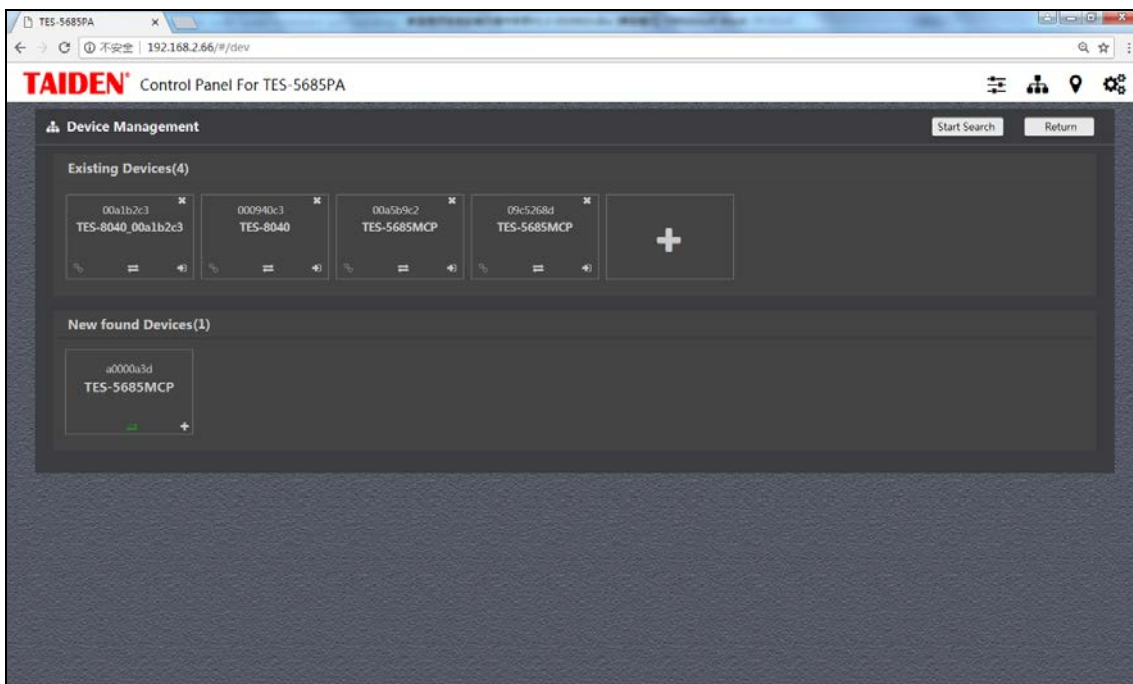 TES-5685PA
不安全 | 192.168.2.66/#/dev
TAIDEN® Control Panel For TES-5685PA
Device Management
Start Search
Return
Existing Devices(4)
00a1b2c3
TES-8040_00a1b2c3
000940c3
TES-8040
00a5b9c2
TES-5685MCP
09c5268d
TES-5685MCP
New found Devices(1)
a0000a3d
TES-5685MCP